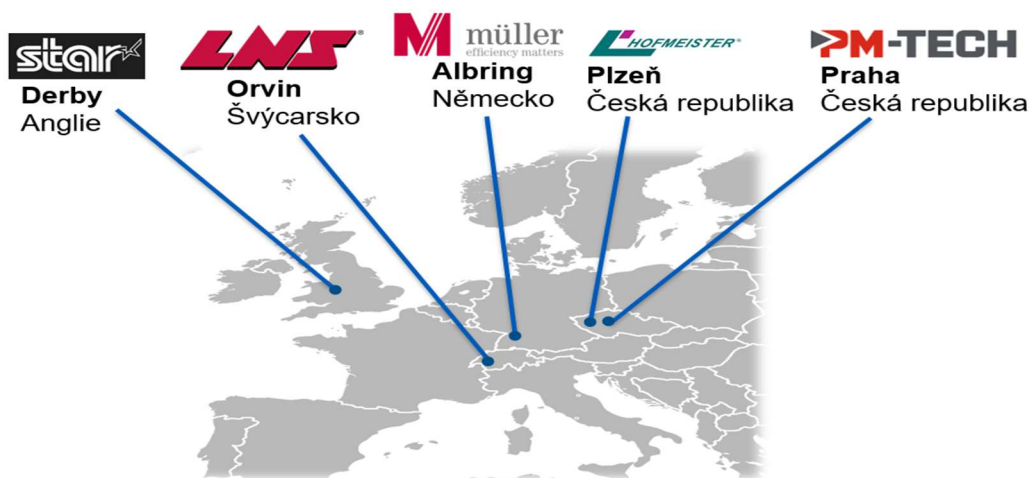 star
Derby
Anglie
LNS®
Orvin
Švýcarsko
müller
efficiency matters
Albring
Německo
HOFMEISTER®
Plzeň
Česká republika
PM-TECH
Praha
Česká republika